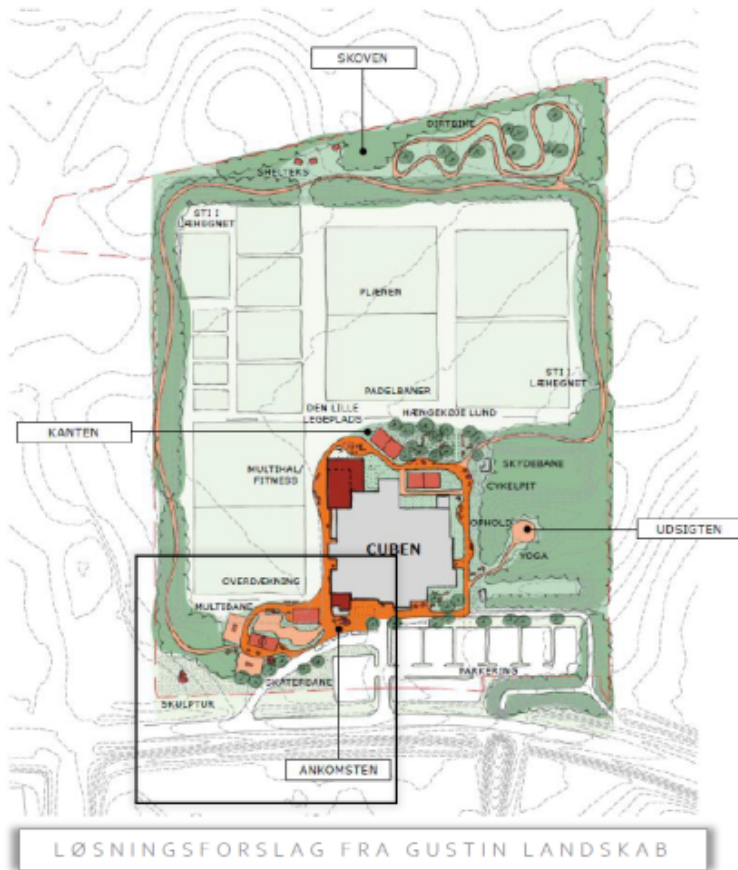 SKOVEN
DIRTBIKE
SHELTERS
STI I
LÆHEGNET
PLÆNEN
STI I
LÆHEGNET
PADELBANER
DEN LILLE
LEGEPLADS
HÆNGEKØJE LUND
KANTEN
MULTIHAL/
FITNESS
SKYDEBANE
CYKELPIT
OPHOLD
UDSIGTEN
CUBEN
YOGA
OVERDÆKNING
MULTIBANE
PARKERING
SKATERBANE
SKULPTUR
ANKOMSTEN
LØSNINGSFORSLAG FRA GUSTIN LANDSKAB